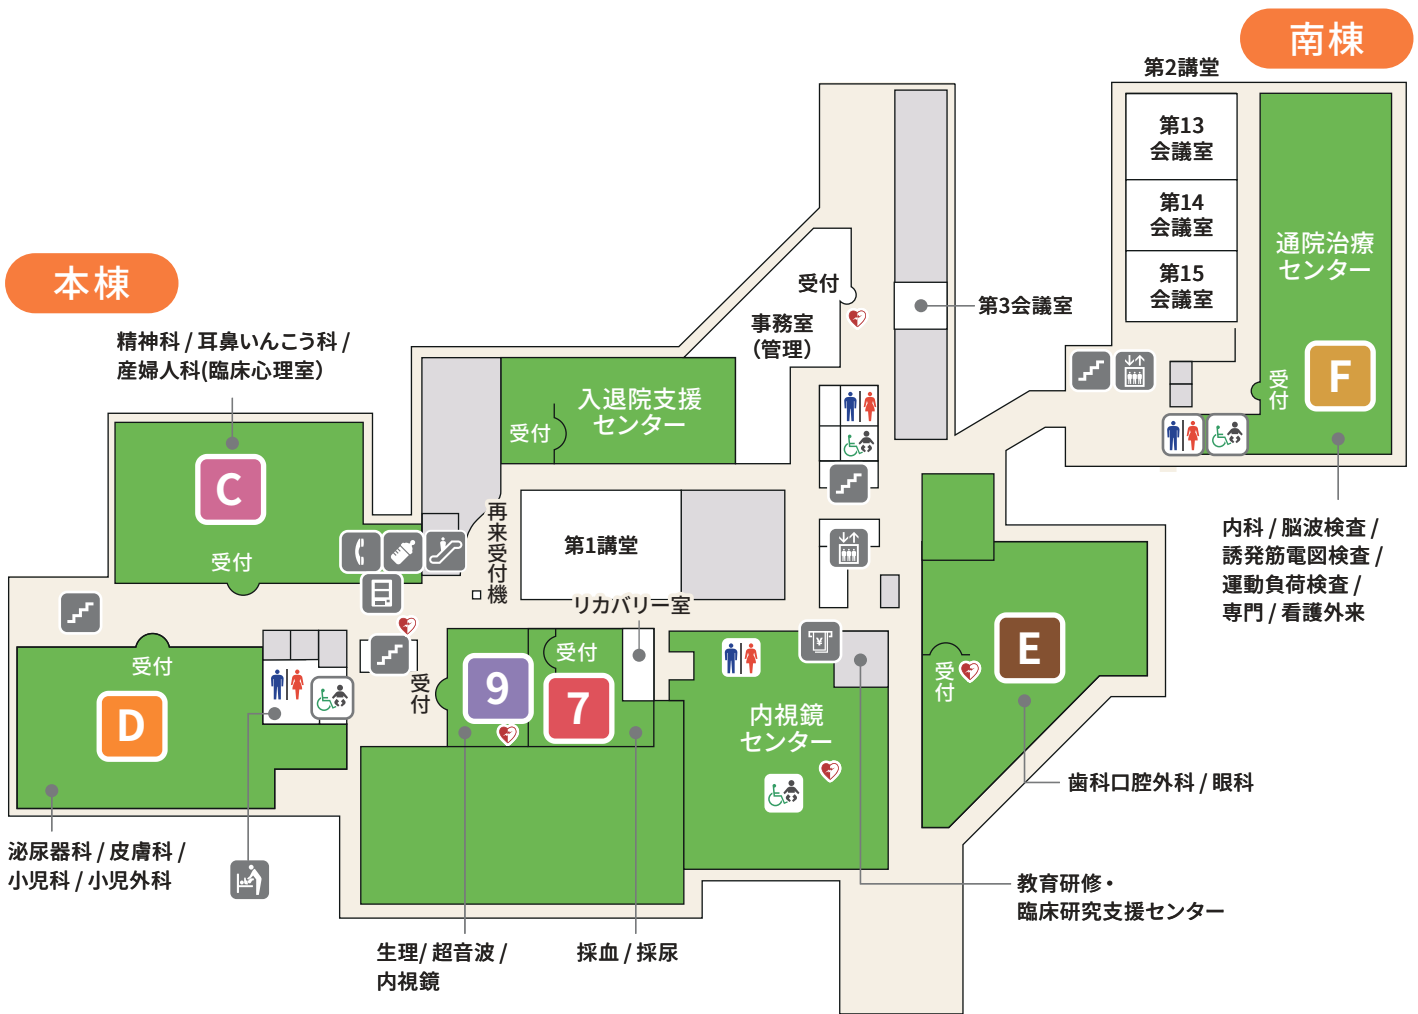 南棟
第2講堂
第13
会議室
第14
会議室
第15
会議室
通院治療
センター
受付
F
内科 / 脳波検査 /
誘発筋電図検査 /
運動負荷検査 /
専門 / 看護外来
本棟
精神科 / 耳鼻いんこう科 /
産婦人科(臨床心理室）
C
受付
受付
事務室
（管理）
第3会議室
入退院支援
センター
受付
再来受付機
第1講堂
リカバリー室
受付
D
受付
9
受付
7
内視鏡
センター
¥
E
受付
歯科口腔外科 / 眼科
泌尿器科 / 皮膚科 /
小児科 / 小児外科
生理/ 超音波 /
内視鏡
採血 / 採尿
教育研修・
臨床研究支援センター